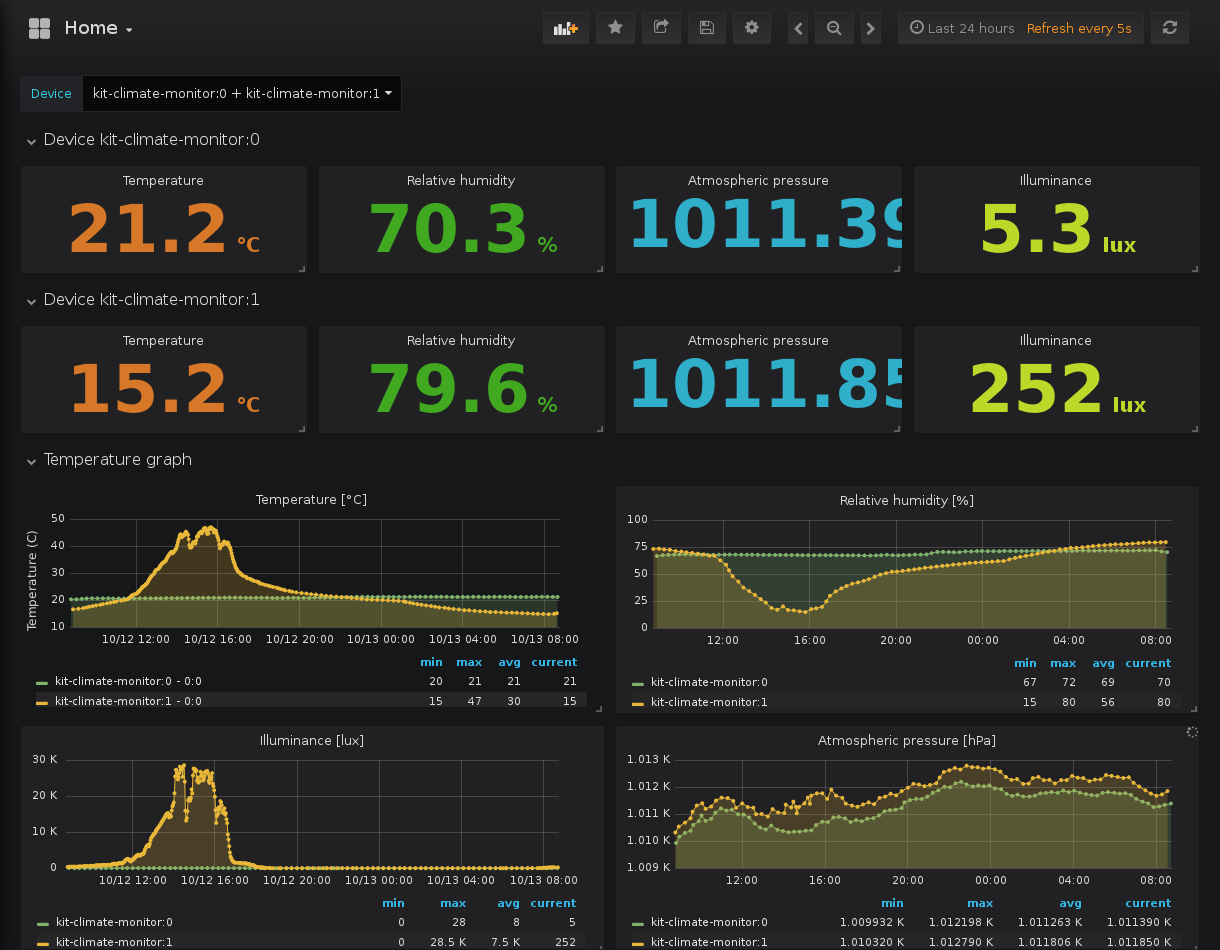 Home
Last 24 hours Refresh every 5s
Device kit-climate-monitor:0 + kit-climate-monitor:1
Device kit-climate-monitor:0
Temperature Relative humidity Atmospheric pressure Illuminance
21.2 °C 70.3 % 1011.39 5.3 lux
Device kit-climate-monitor:1
Temperature Relative humidity Atmospheric pressure Illuminance
15.2 °C 79.6 % 1011.85 252 lux
Temperature graph
Temperature [°C]
Temperature (C)
50
40
30
20
10
10/12 12:00 10/12 16:00 10/12 20:00 10/13 00:00 10/13 04:00 10/13 08:00
min max avg current
kit-climate-monitor:0 - 0:0 20 21 21 21
kit-climate-monitor:1 - 0:0 15 47 30 15
Relative humidity [%]
100
75
50
25
0
12:00 16:00 20:00 00:00 04:00 08:00
min max avg current
kit-climate-monitor:0 67 72 69 70
kit-climate-monitor:1 15 80 56 80
Illuminance [lux]
30 K
20 K
10 K
0
10/12 12:00 10/12 16:00 10/12 20:00 10/13 00:00 10/13 04:00 10/13 08:00
min max avg current
kit-climate-monitor:0 0 28 8 5
kit-climate-monitor:1 0 28.5 K 7.5 K 252
Atmospheric pressure [hPa]
1.013 K
1.012 K
1.011 K
1.010 K
1.009 K
12:00 16:00 20:00 00:00 04:00 08:00
min max avg current
kit-climate-monitor:0 1.009932 K 1.012198 K 1.011263 K 1.011390 K
kit-climate-monitor:1 1.010320 K 1.012790 K 1.011806 K 1.011850 K